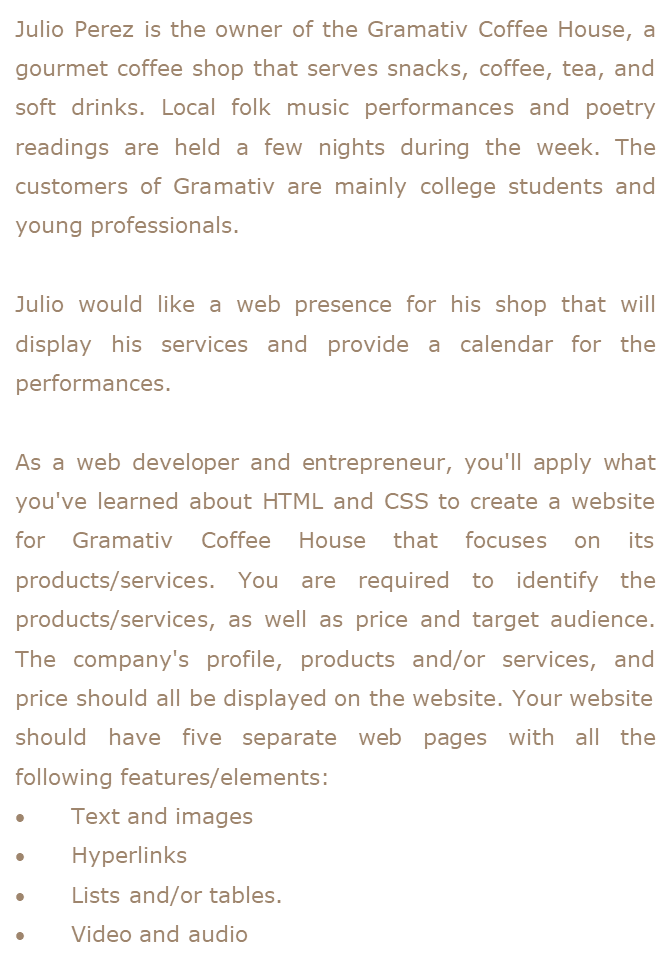 Julio Perez is the owner of the Gramativ Coffee House, a
gourmet coffee shop that serves snacks, coffee, tea, and
soft drinks. Local folk music performances and poetry
readings are held a few nights during the week. The
customers of Gramativ are mainly college students and
young professionals.
Julio would like a web presence for his shop that will
display his services and provide a calendar for the
performances.
As a web developer and entrepreneur, you'll apply what
you've learned about HTML and CSS to create a website
for Gramativ Coffee House that focuses on its
products/services. You are required to identify the
products/services, as well as price and target audience.
The company's profile, products and/or services, and
price should all be displayed on the website. Your website
should have five separate web pages with all the
following features/elements:
• Text and images
• Hyperlinks
• Lists and/or tables.
• Video and audio